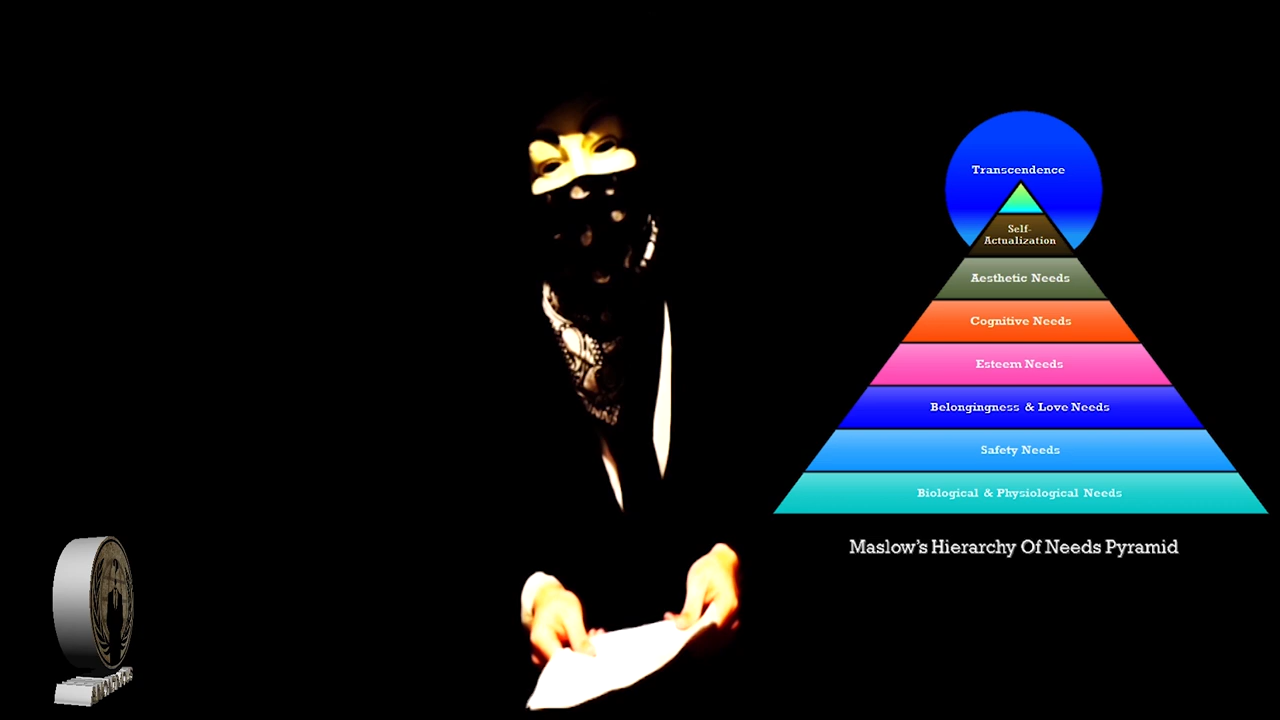 Transcendence
Self-
Actualization
Aesthetic Needs
Cognitive Needs
Esteem Needs
Belongingness & Love Needs
Safety Needs
Biological & Physiological Needs
Maslow's Hierarchy Of Needs Pyramid